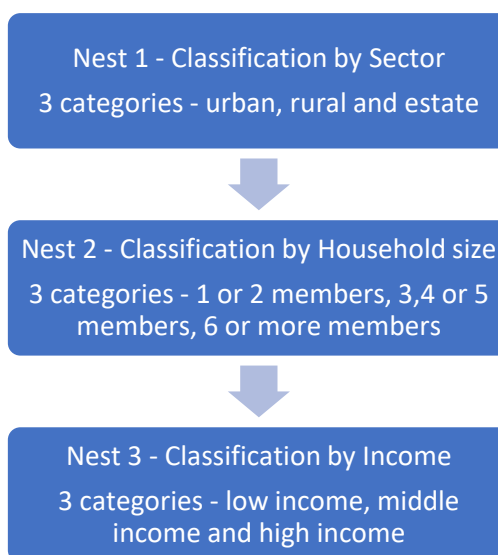 Nest 1 - Classification by Sector
3 categories - urban, rural and estate
Nest 2 - Classification by Household size
3 categories - 1 or 2 members, 3,4 or 5
members, 6 or more members
Nest 3 - Classification by Income
3 categories - low income, middle
income and high income